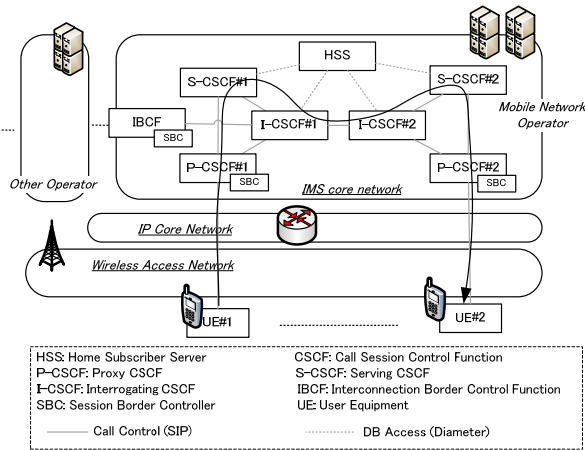 HSS
S-CSCF#1
S-CSCF#2
Mobile Network
Operator
IBCF
SBC
I-CSCF#1
I-CSCF#2
P-CSCF#1
SBC
P-CSCF#2
SBC
Other Operator
IMS core network
IP Core Network
Wireless Access Network
UE#1
UE#2
HSS: Home Subscriber Server
CSCF: Call Session Control Function
P-CSCF: Proxy CSCF
S-CSCF: Serving CSCF
I-CSCF: Interrogating CSCF
IBCF: Interconnection Border Control Function
SBC: Session Border Controller
UE: User Equipment
Call Control (SIP)
DB Access (Diameter)